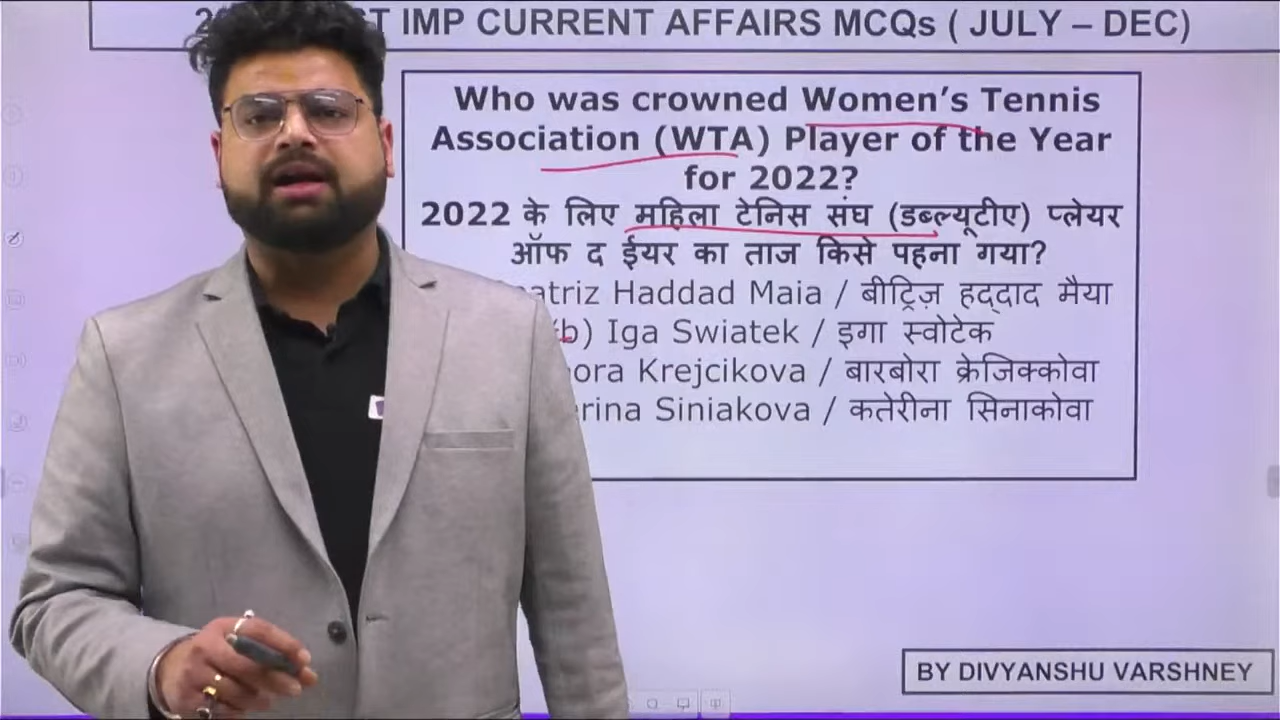 IMP CURRENT AFFAIRS MCQs ( JULY – DEC)
Who was crowned Women's Tennis
Association (WTA) Player of the Year
for 2022?
2022 के लिए महिला टेनिस संघ (डब्ल्यूटीए) प्लेयर
ऑफ द ईयर का ताज किसे पहना गया?
Haddad Maia / बीट्रिज़ हद्दाद मैया
(b) Iga Swiatek / इगा स्वोटेक
Krejcikova / बारबोरा क्रेजिक्कोवा
Siniakova / कतेरीना सिनाकोवा
BY DIVYANSHU VARSHNEY